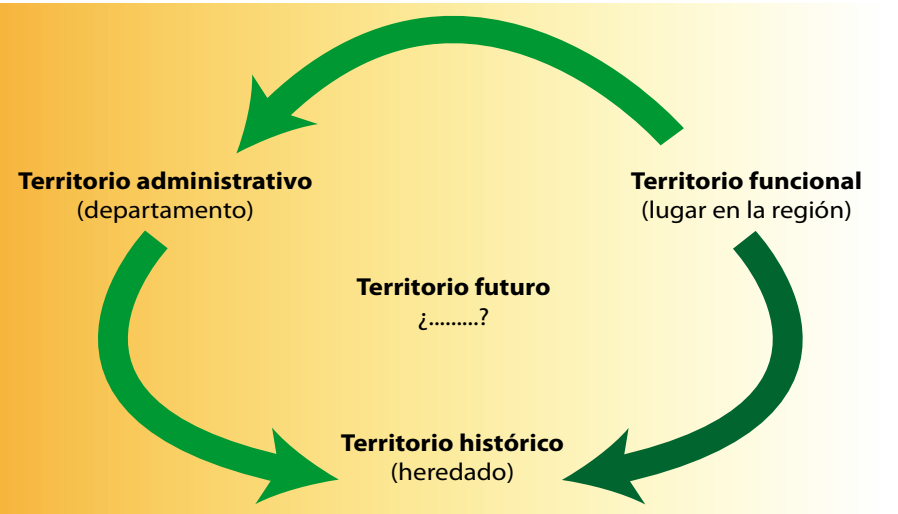 Territorio administrativo
(departamento)
Territorio funcional
(lugar en la región)
Territorio futuro
¿.........?
Territorio histórico
(heredado)